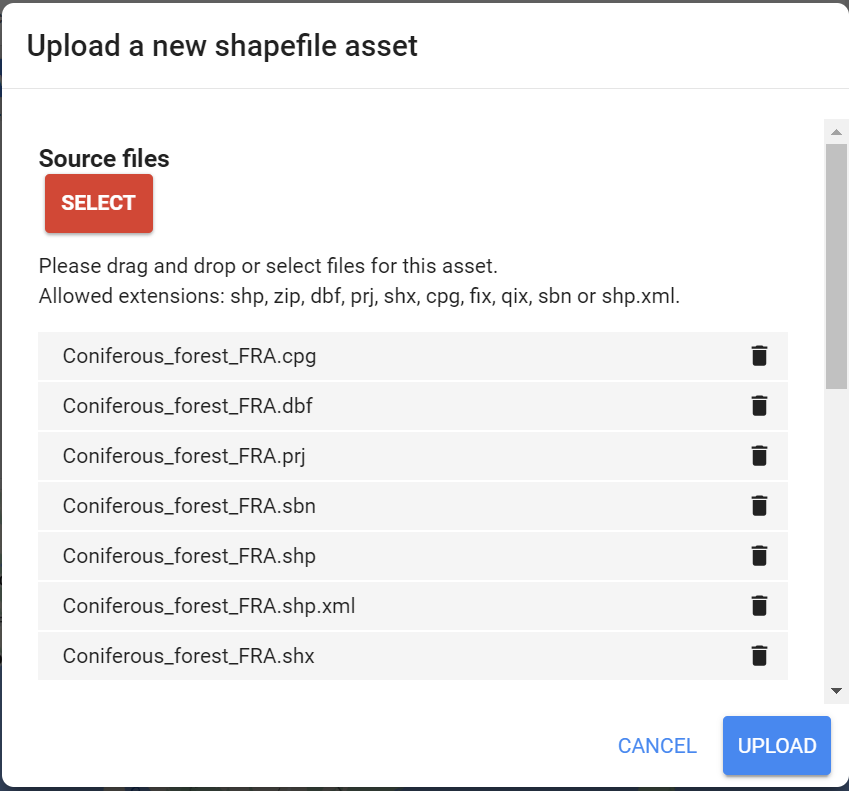 Upload a new shapefile asset
Source files
SELECT
Please drag and drop or select files for this asset.
Allowed extensions: shp, zip, dbf, prj, shx, cpg, fix, qix, sbn or shp.xml.
Coniferous_forest_FRA.cpg
Coniferous_forest_FRA.dbf
Coniferous_forest_FRA.prj
Coniferous_forest_FRA.sbn
Coniferous_forest_FRA.shp
Coniferous_forest_FRA.shp.xml
Coniferous_forest_FRA.shx
CANCEL
UPLOAD